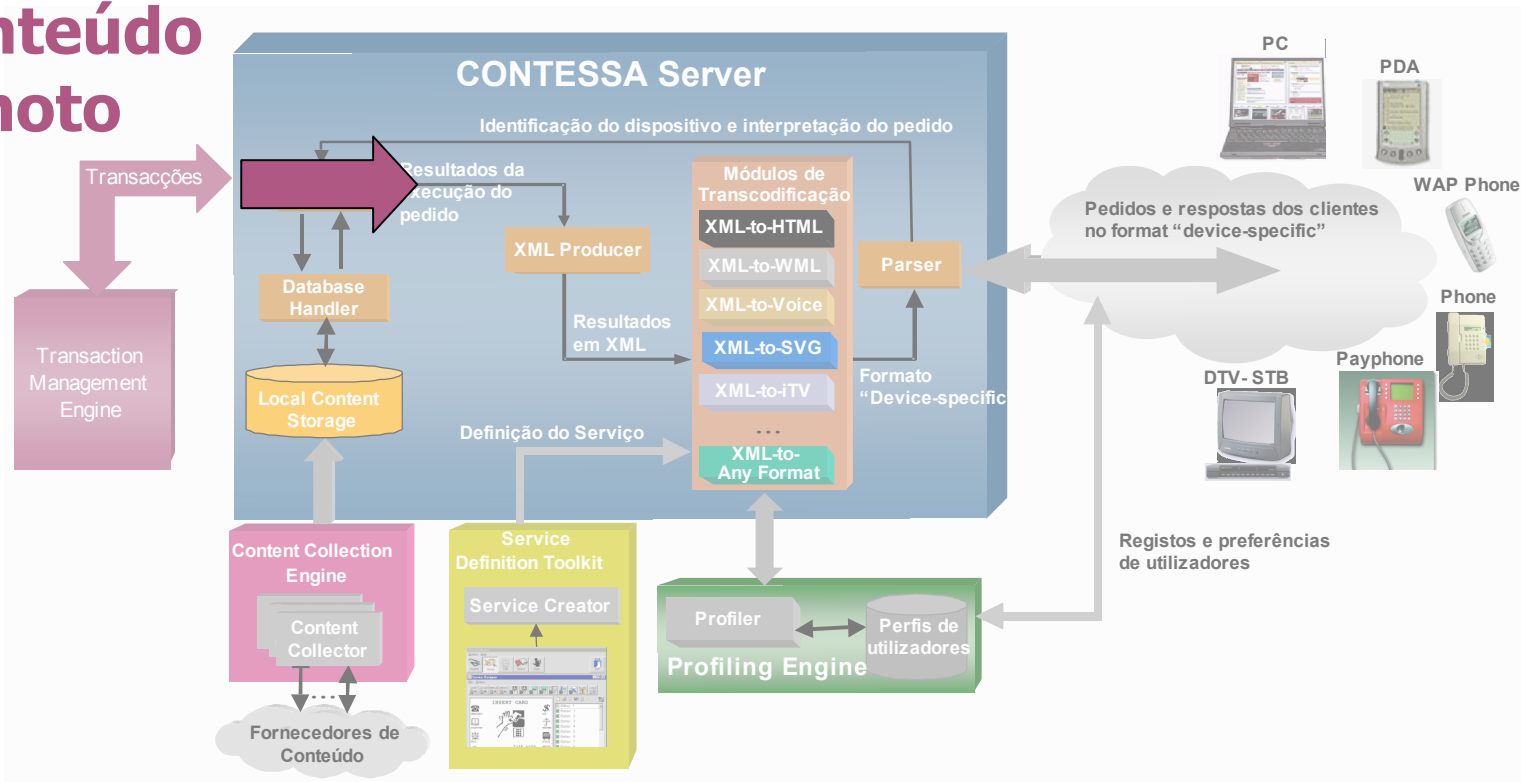 nteúdo
noto
CONTESSA Server
Identificação do dispositivo e interpretação do pedido
Transacções
Resultados da
execução do
pedido
XML Producer
Database
Handler
Resultados
em XML
Local Content
Storage
Módulos de
Transcodificação
XML-to-HTML
XML-to-WML
XML-to-Voice
XML-to-SVG
XML-to-iTV
...
XML-to-
Any Format
Parser
Formato
“Device-specific
Definição do Serviço
Transaction
Management
Engine
PC
PDA
WAP Phone
Pedidos e respostas dos clientes
no format “device-specific”
Phone
Payphone
DTV- STB
Registos e preferências
de utilizadores
Content Collection
Engine
Content
Collector
...
Fornecedores de
Conteúdo
Service
Definition Toolkit
Service Creator
INSERT CARD
Profiler
Perfis de
utilizadores
Profiling Engine